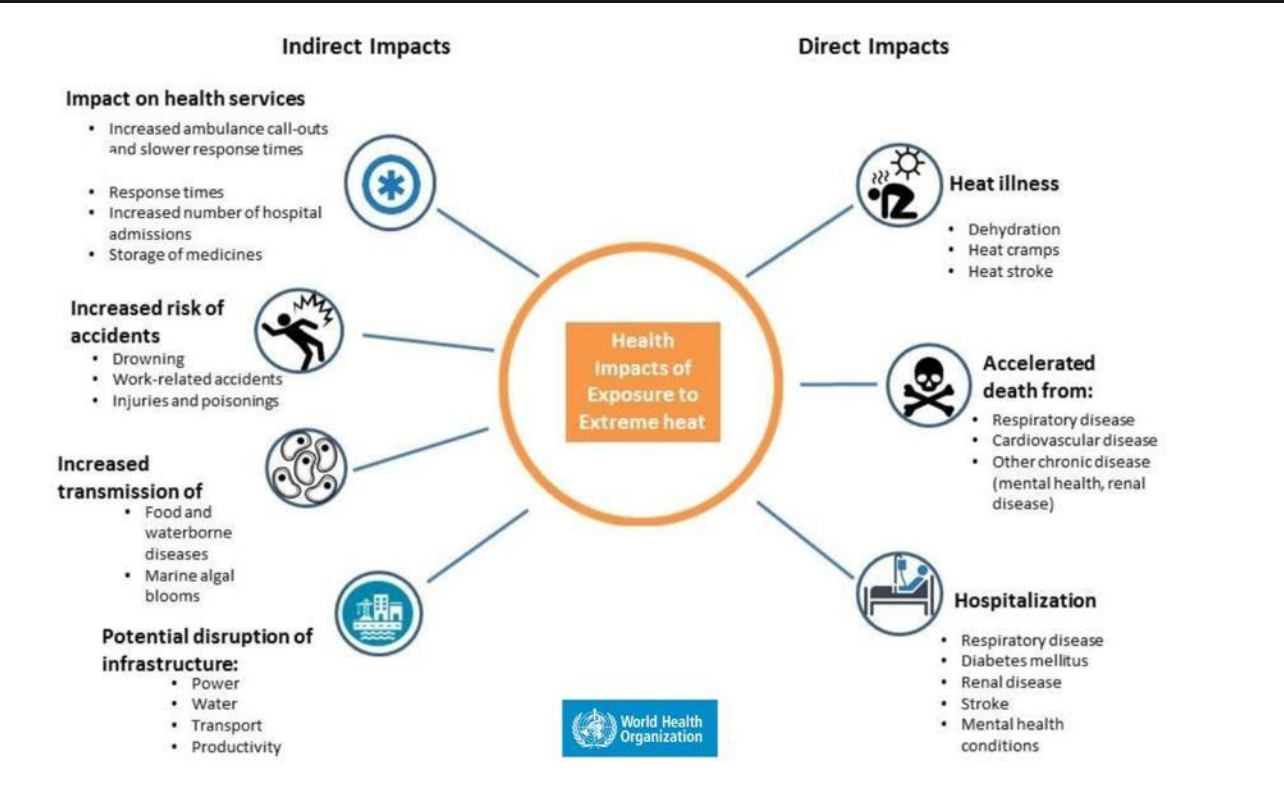 Indirect Impacts
Impact on health services
• Increased ambulance call-outs
and slower response times
• Response times
• Increased number of hospital
admissions
• Storage of medicines
Increased risk of
accidents
• Drowning
• Work-related accidents
• Injuries and poisonings
Increased
transmission of
• Food and
waterborne
diseases
• Marine algal
blooms
Potential disruption of
infrastructure:
• Power
• Water
• Transport
• Productivity
Health
Impacts of
Exposure to
Extreme heat
Direct Impacts
Heat illness
• Dehydration
• Heat cramps
• Heat stroke
Accelerated
death from:
• Respiratory disease
• Cardiovascular disease
• Other chronic disease
(mental health, renal
disease)
Hospitalization
• Respiratory disease
• Diabetes mellitus
• Renal disease
• Stroke
• Mental health
conditions
World Health
Organization